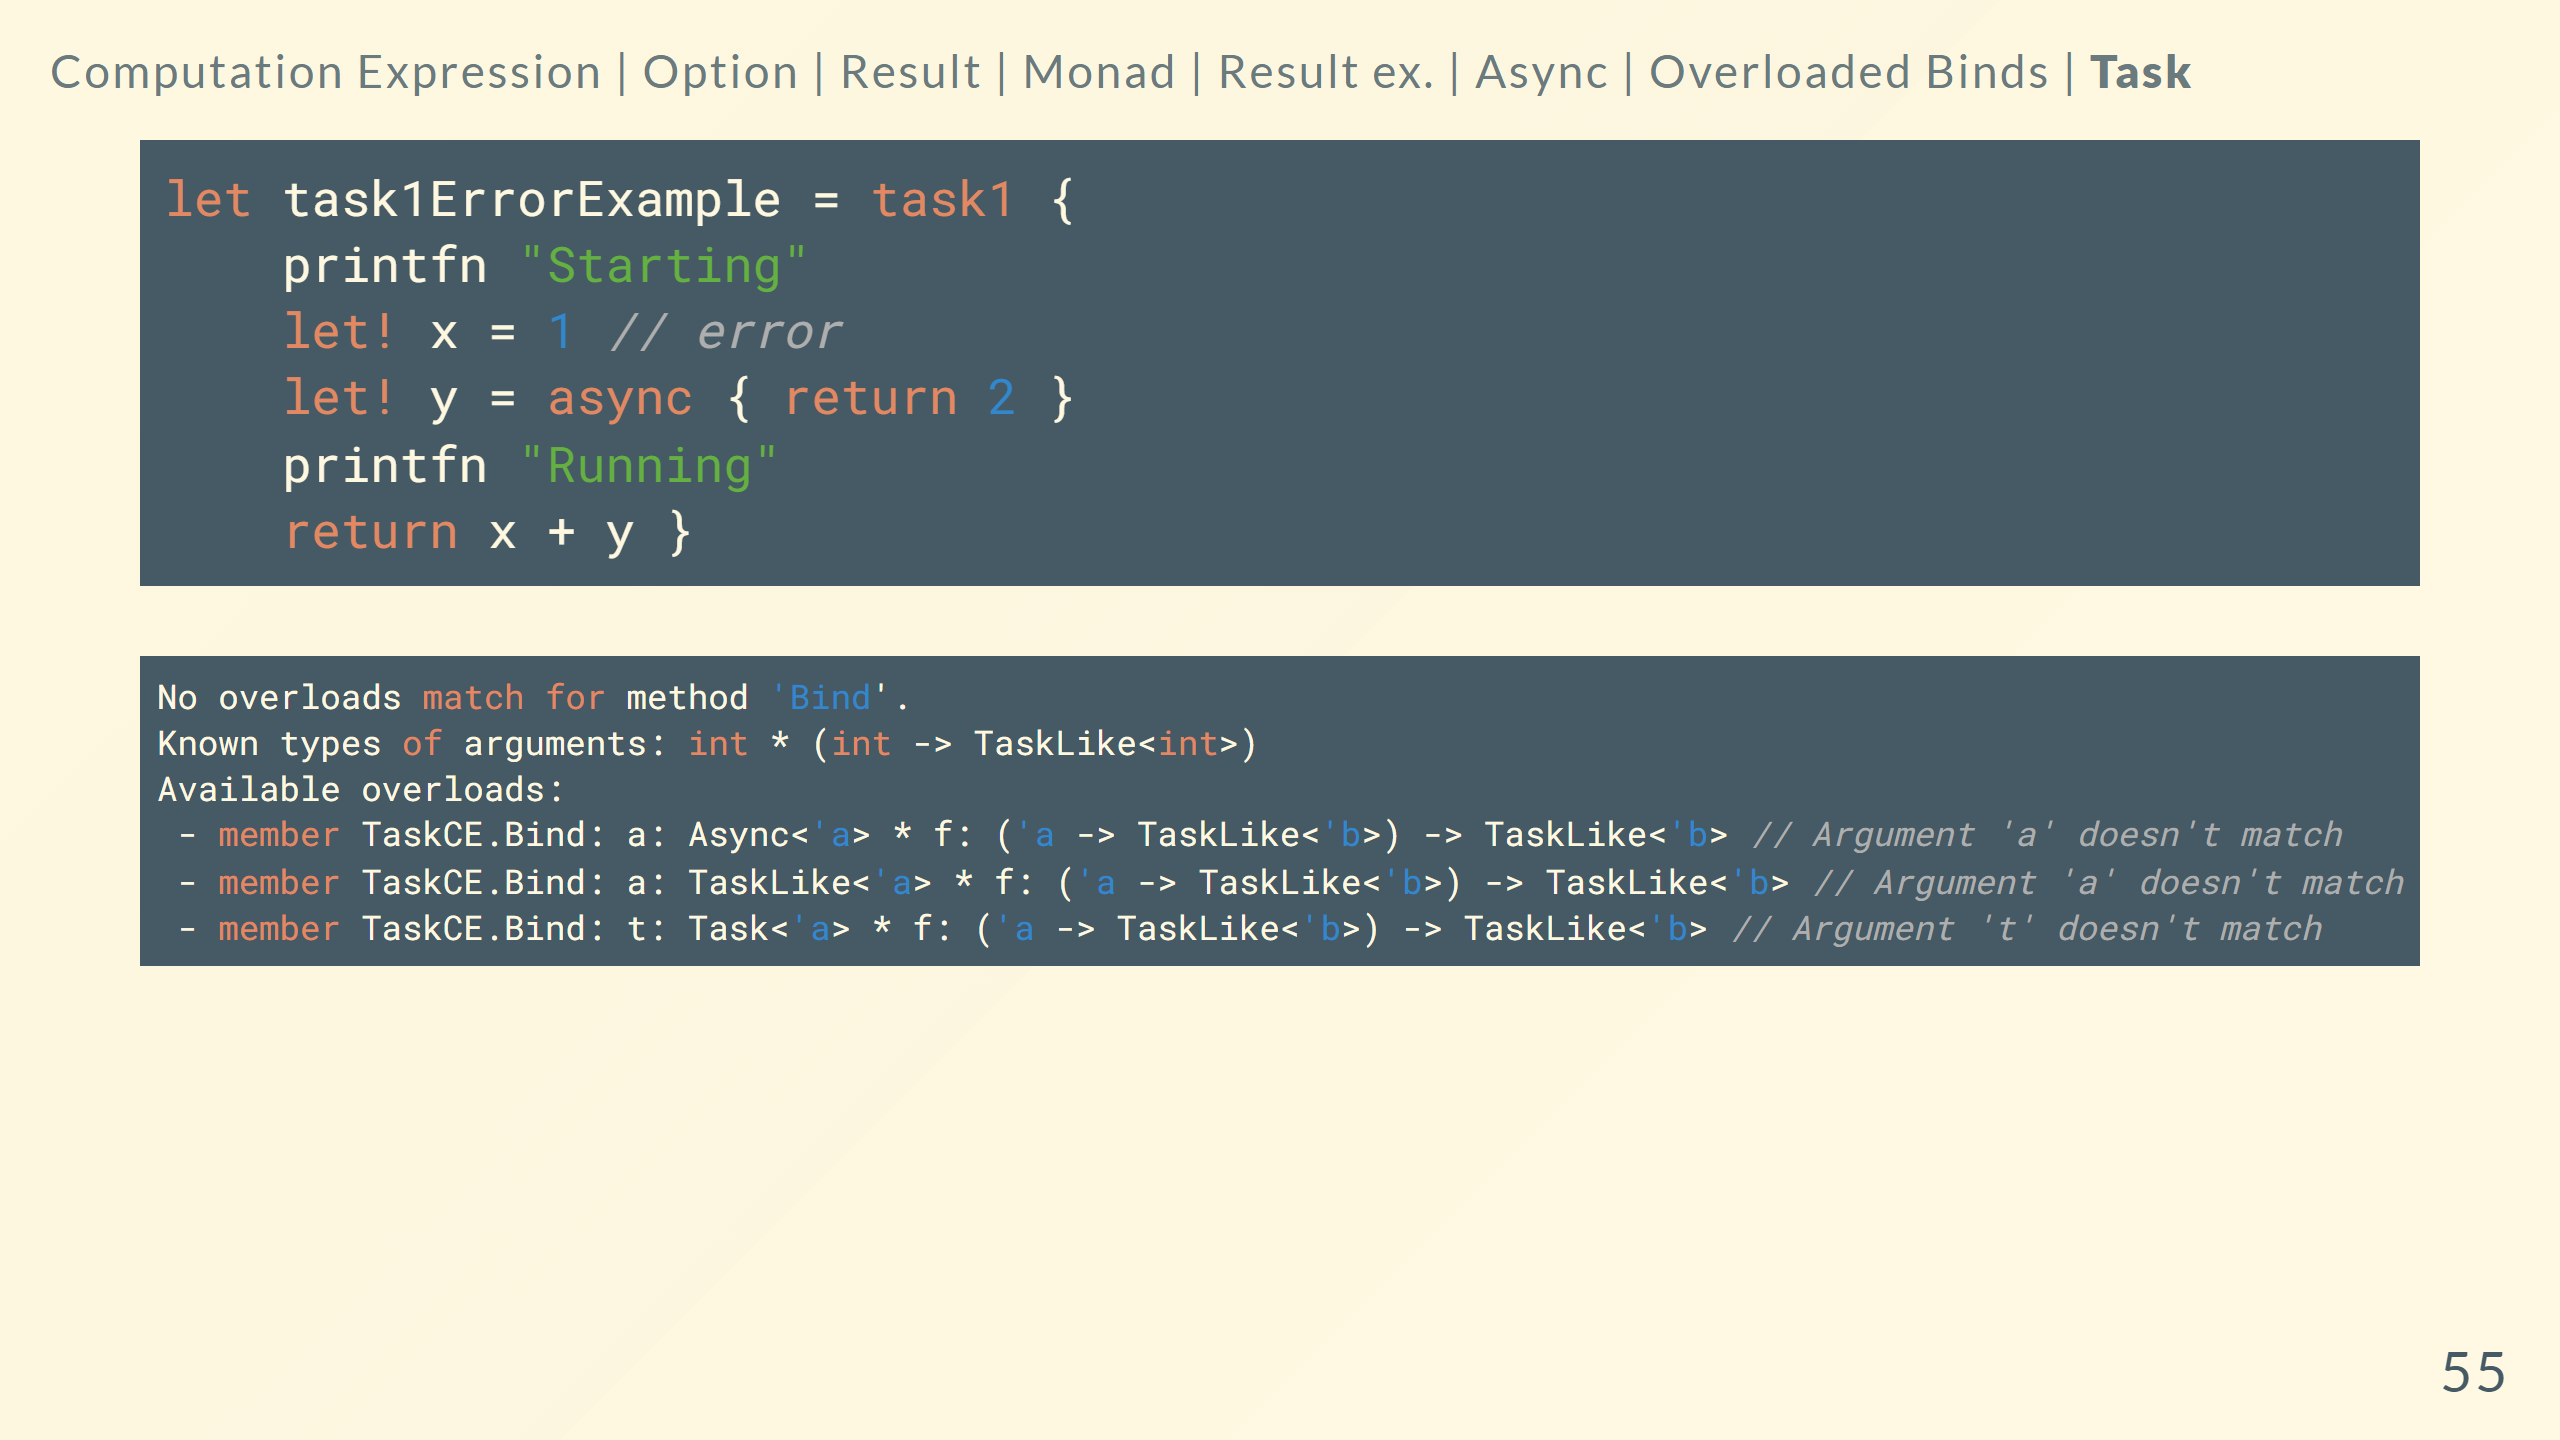 Computation Expression | Option | Result | Monad | Result ex. | Async | Overloaded Binds | Task
let task1ErrorExample = task1 {
    printfn "Starting"
    let! x = 1 // error
    let! y = async { return 2 }
    printfn "Running"
    return x + y }
No overloads match for method 'Bind'.
Known types of arguments: int * (int -> TaskLike<int>)
Available overloads:
 - member TaskCE.Bind: a: Async<'a> * f: ('a -> TaskLike<'b>) -> TaskLike<'b> // Argument 'a' doesn't match
 - member TaskCE.Bind: a: TaskLike<'a> * f: ('a -> TaskLike<'b>) -> TaskLike<'b> // Argument 'a' doesn't match
 - member TaskCE.Bind: t: Task<'a> * f: ('a -> TaskLike<'b>) -> TaskLike<'b> // Argument 't' doesn't match
55